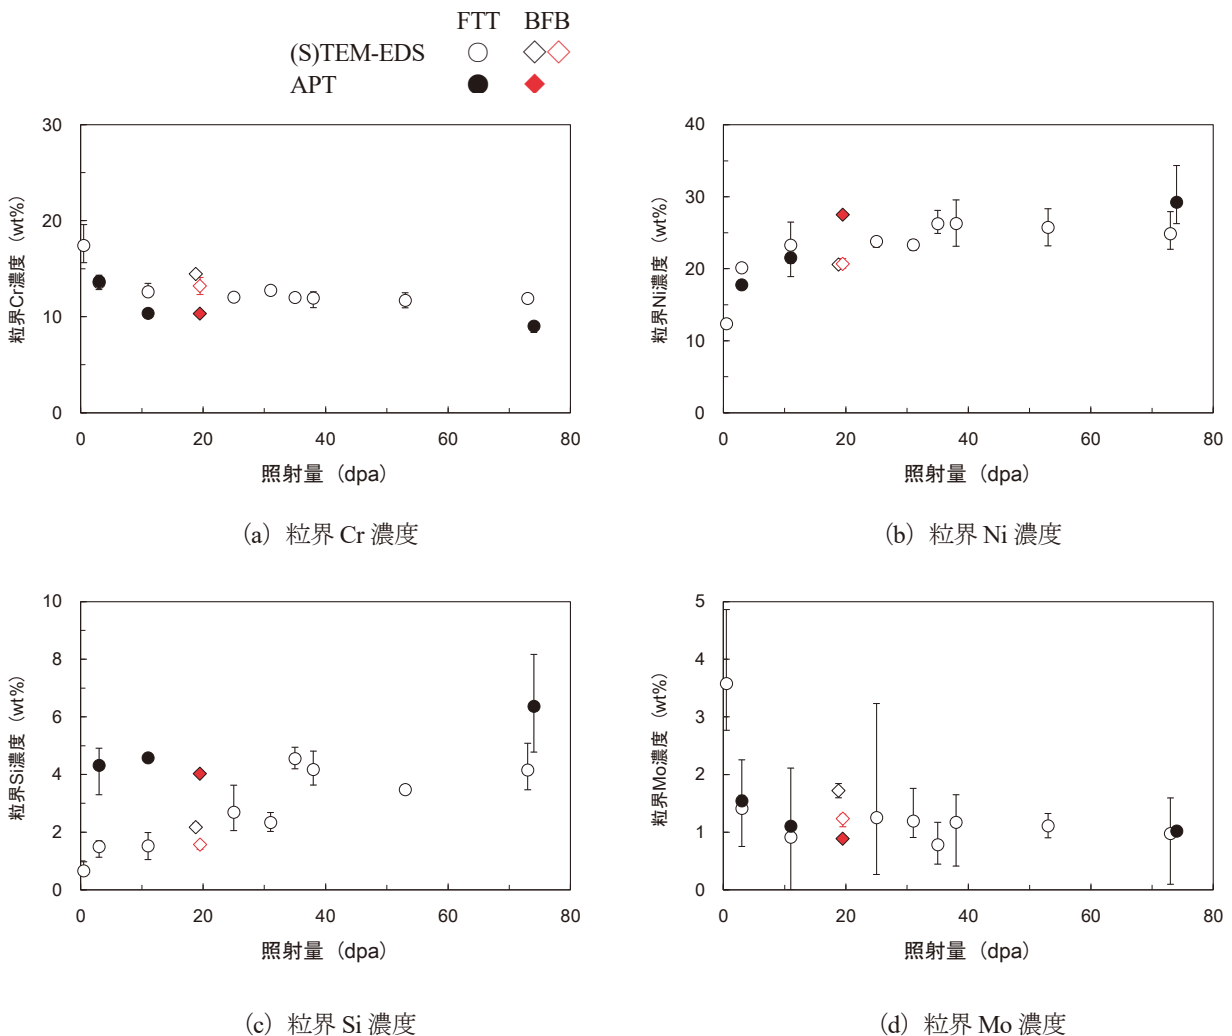 FTT BFB
(S)TEM-EDS
APT
30
20
10
0
粒界Cr濃度（wt%）
0 20 40 60 80
照射量（dpa）
(a) 粒界 Cr 濃度
40
30
20
10
0
粒界Ni濃度（wt%）
0 20 40 60 80
照射量（dpa）
(b) 粒界 Ni 濃度
10
8
6
4
2
0
粒界Si濃度（wt%）
0 20 40 60 80
照射量（dpa）
(c) 粒界 Si 濃度
5
4
3
2
1
0
粒界Mo濃度（wt%）
0 20 40 60 80
照射量（dpa）
(d) 粒界 Mo 濃度